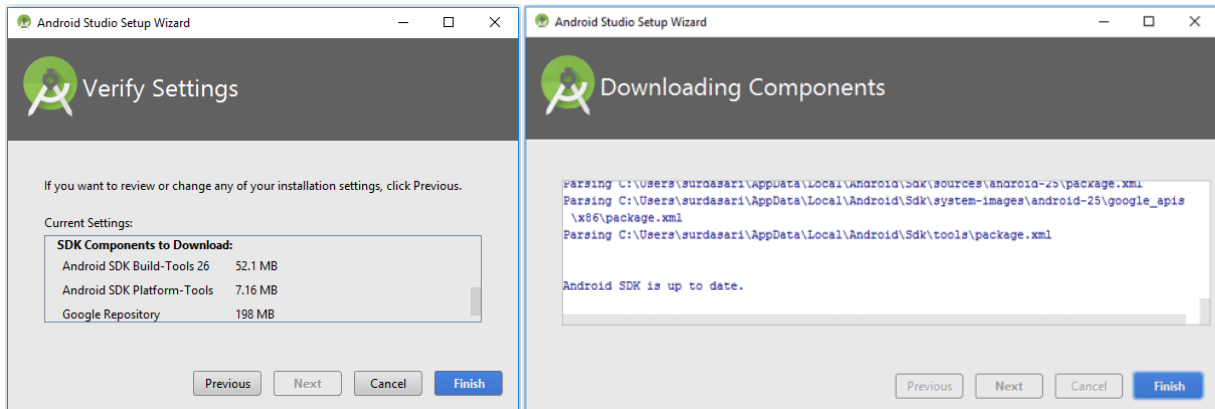 Android Studio Setup Wizard
Verify Settings
If you want to review or change any of your installation settings, click Previous.
Current Settings:
SDK Components to Download:
Android SDK Build-Tools 26 52.1 MB
Android SDK Platform-Tools 7.16 MB
Google Repository 198 MB
Previous Next Cancel Finish
Android Studio Setup Wizard
Downloading Components
Parsing C:\Users\surdasari\AppData\Local\Android\Sdk\sources\android-25\package.xml
Parsing C:\Users\surdasari\AppData\Local\Android\Sdk\system-images\android-25\google_apis
\x86\package.xml
Parsing C:\Users\surdasari\AppData\Local\Android\Sdk\tools\package.xml
Android SDK is up to date.
Previous Next Cancel Finish